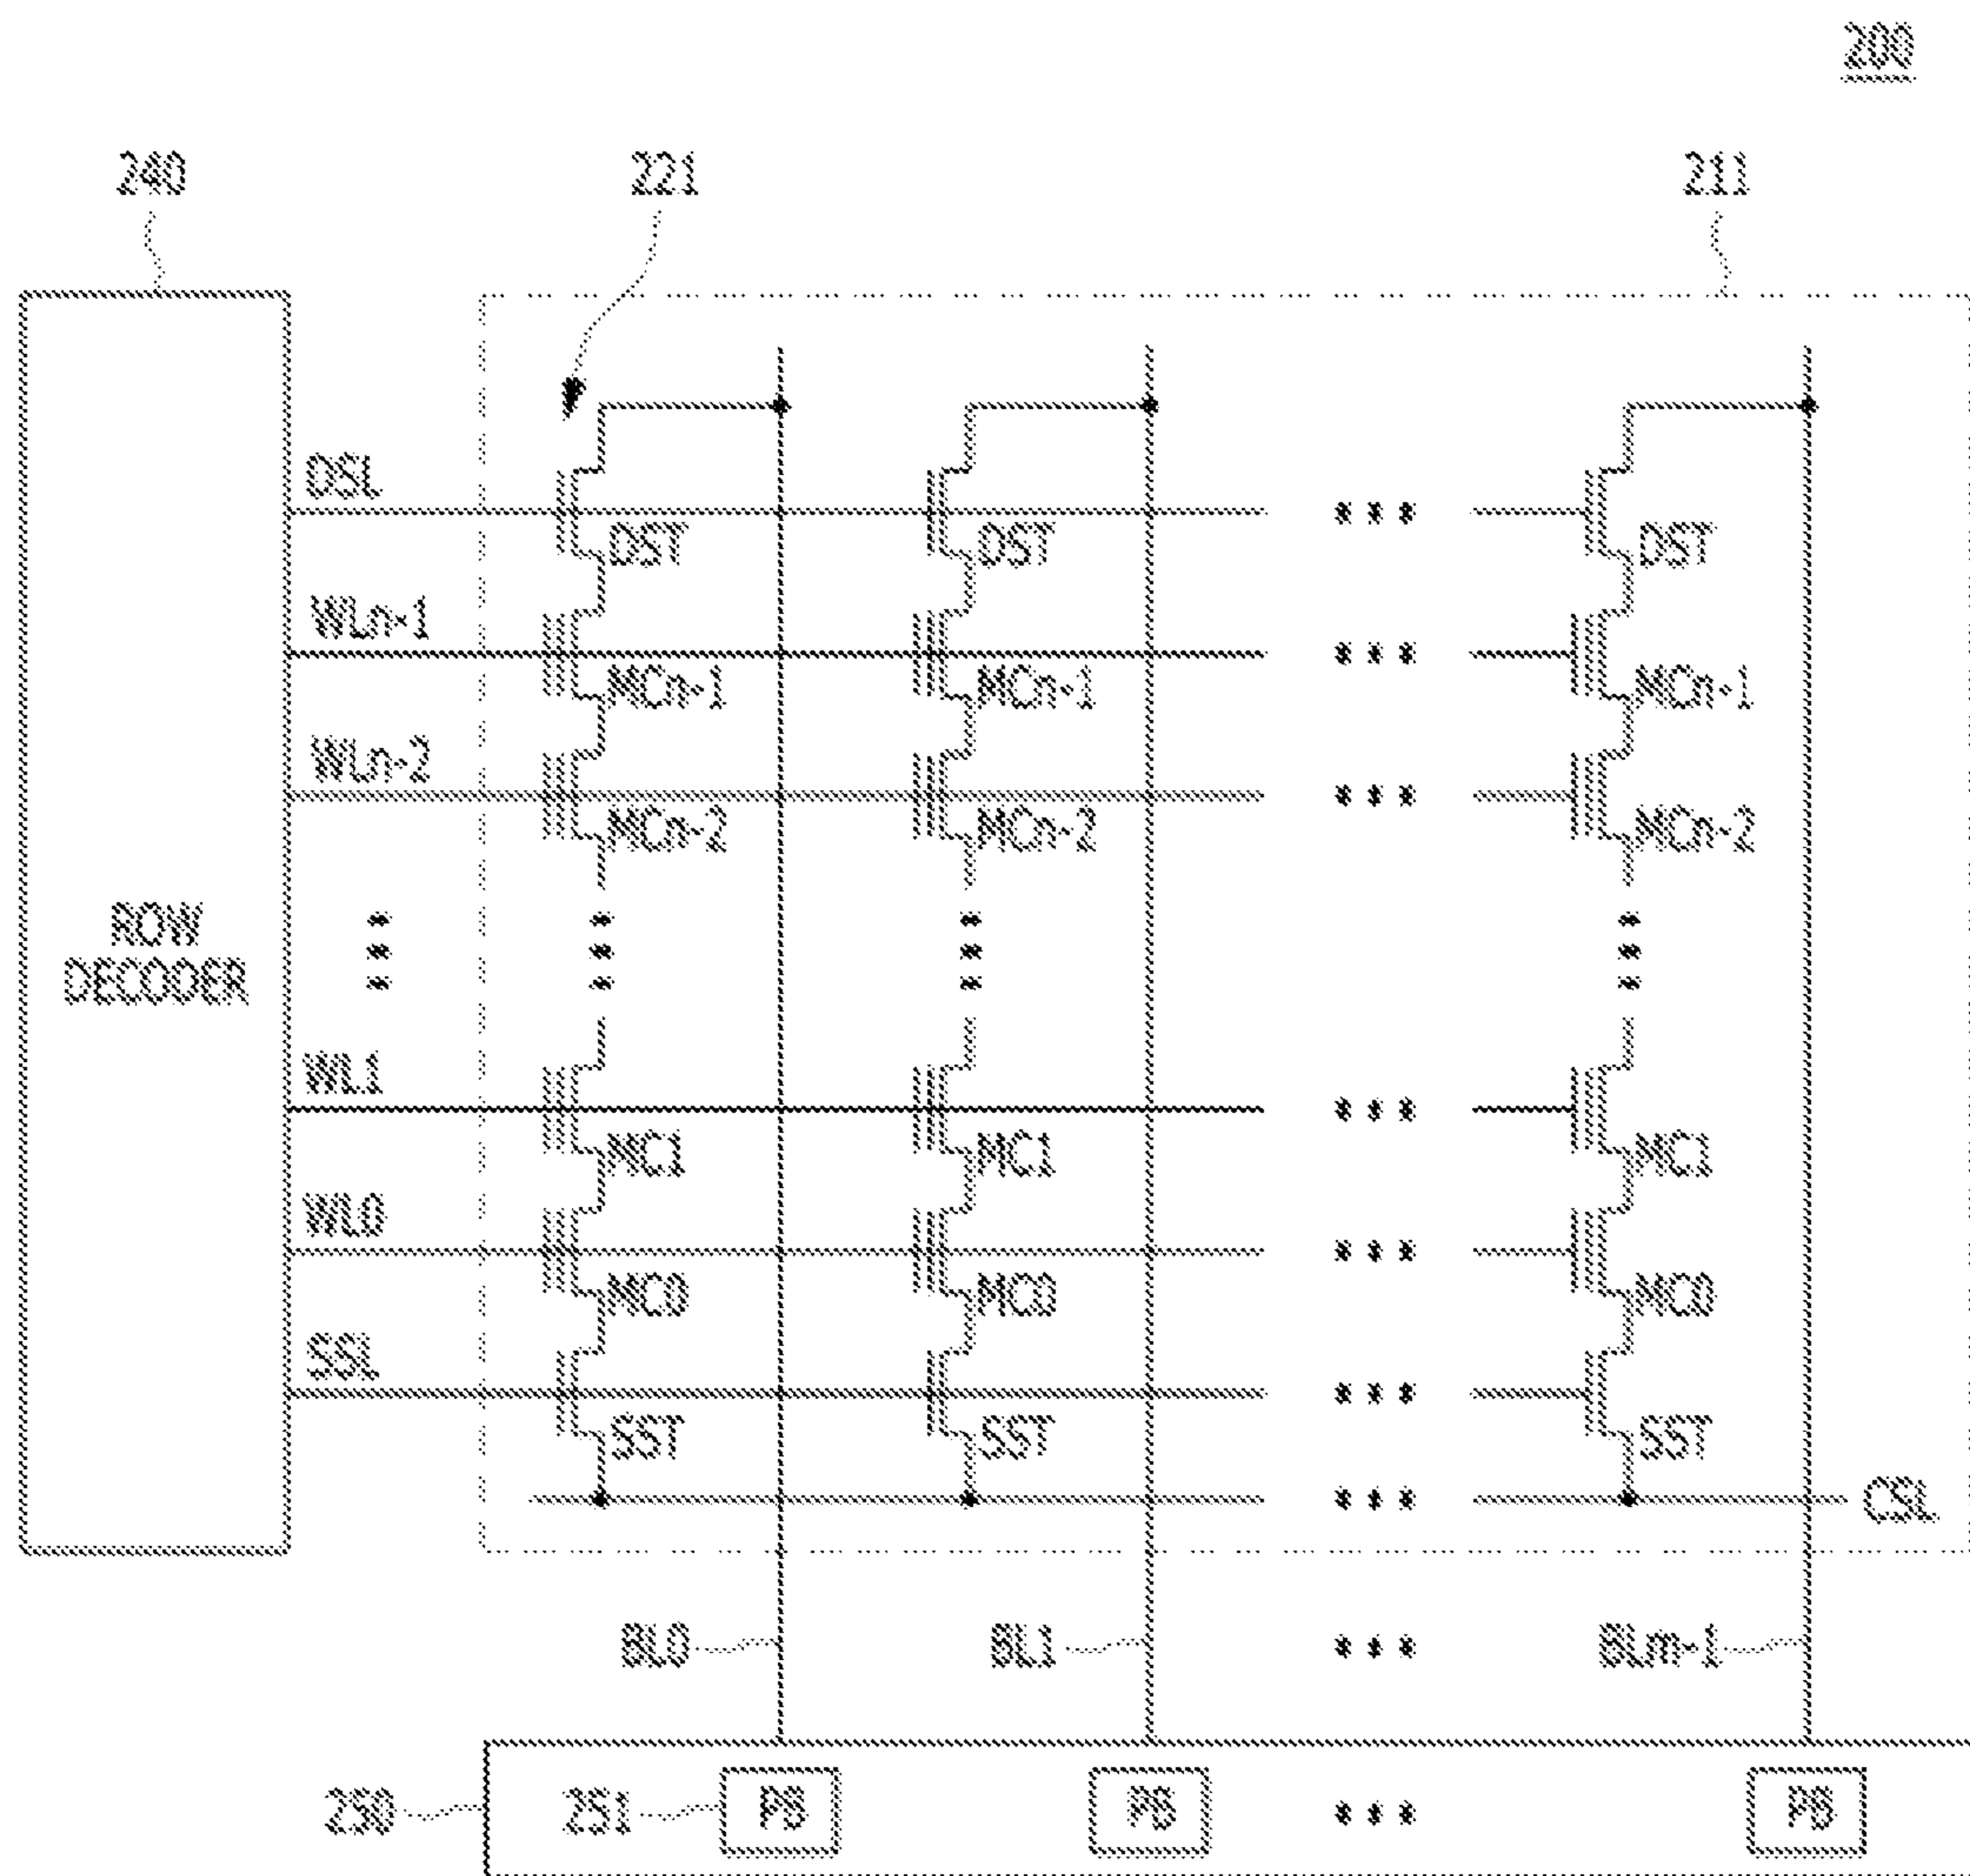 200
240 221 211
DSL
DST DST DST
WLn-1
MCn-1 MCn-1 MCn-1
WLn-2
MCn-2 MCn-2 MCn-2
ROW
DECODER
WL1
MC1 MC1 MC1
WL0
MC0 MC0 MC0
SSL
SST SST SST
CSL
BL0 BL1 BLm-1
250 251 PB PB PB